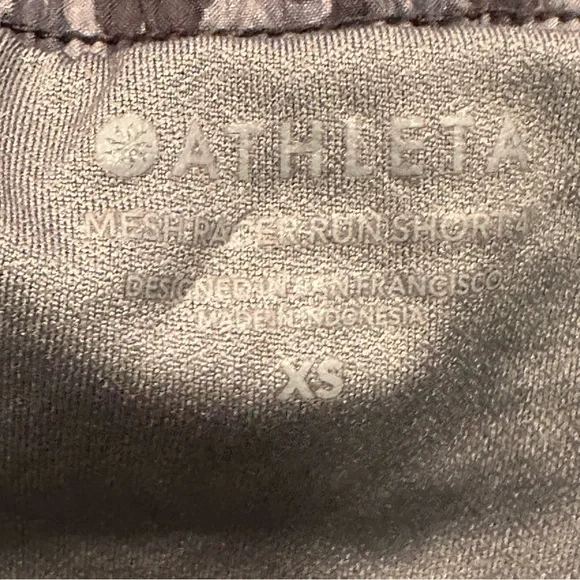 ATHLETA
MESH RACER RUN SHORT 4
DESIGNED IN SAN FRANCISCO
MADE IN INDONESIA
XS